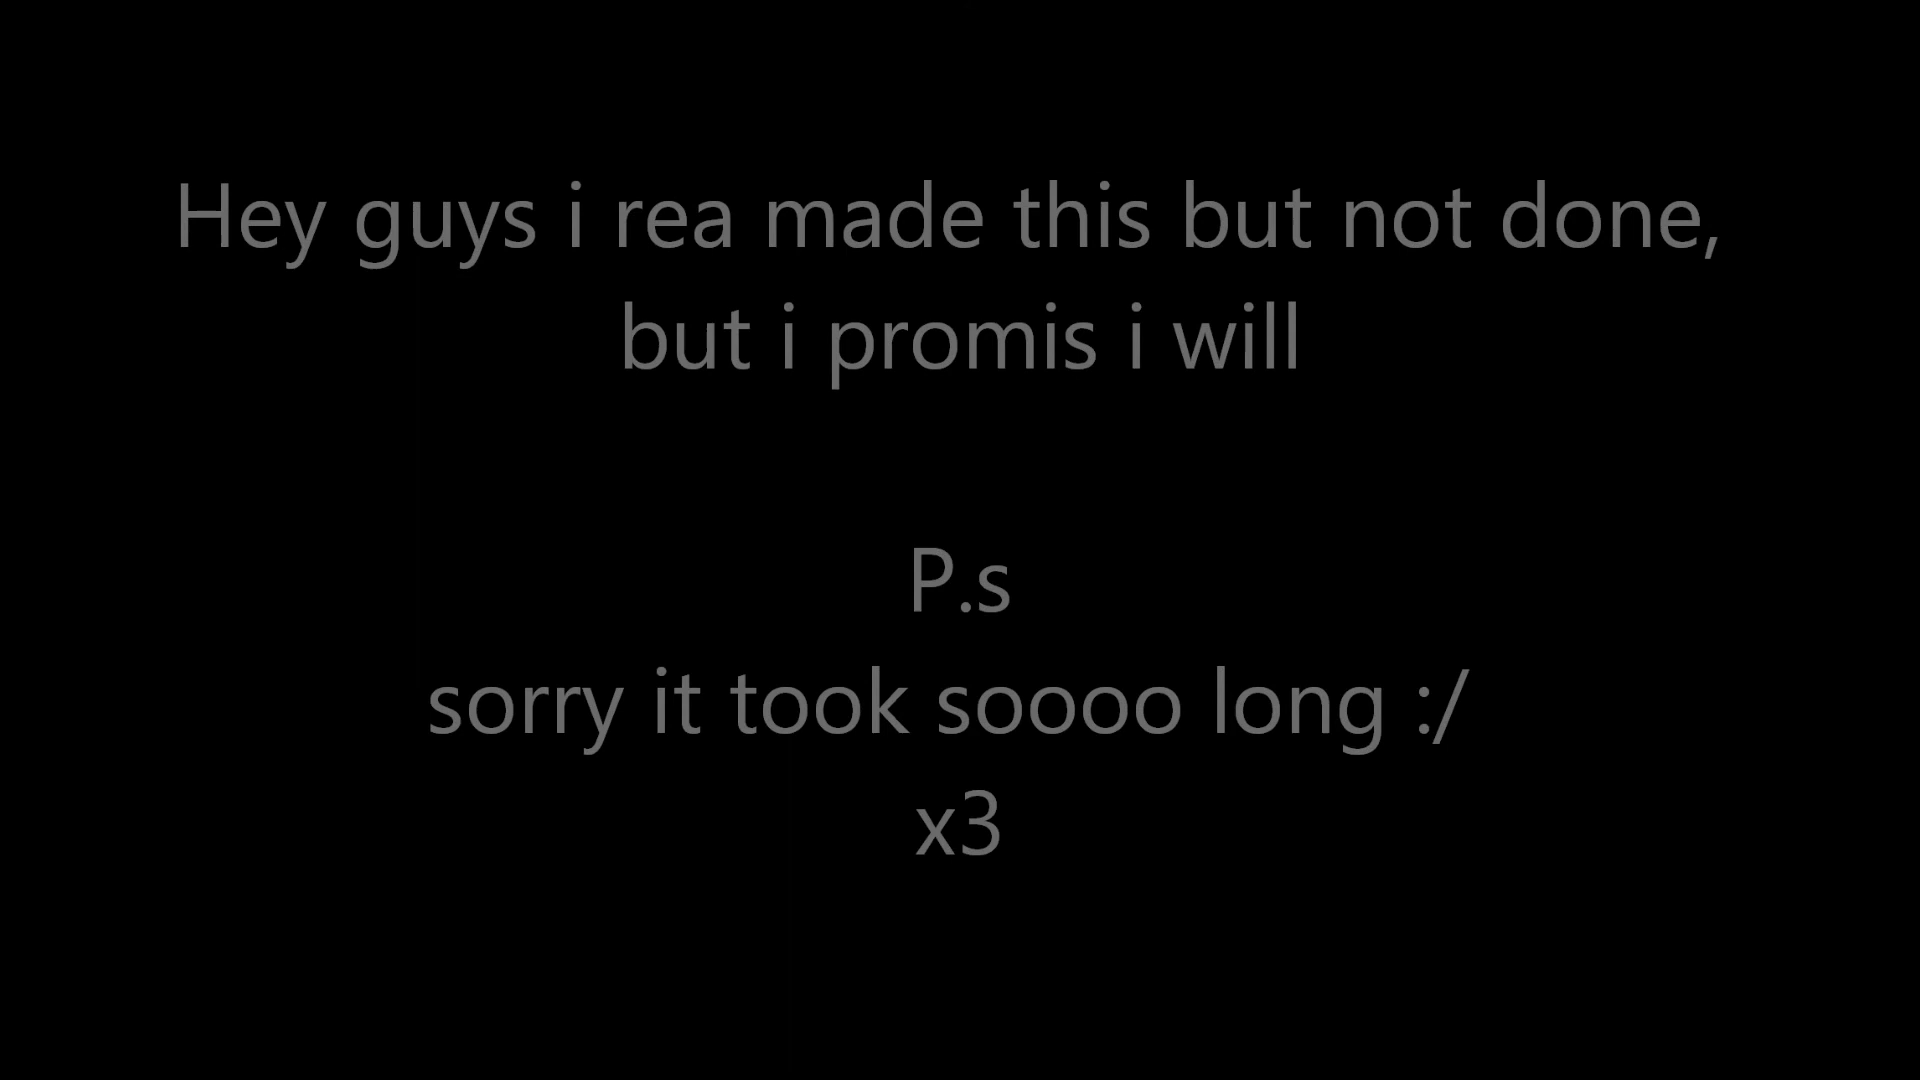 Hey guys i rea made this but not done,
but i promis i will
P.s
sorry it took soooo long :/
x3